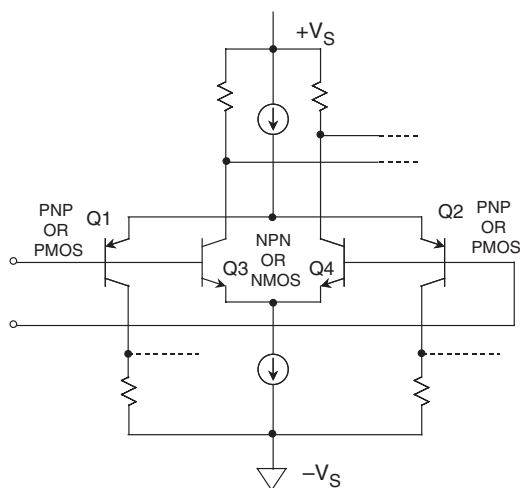 +VS
PNP
OR
PMOS
Q1
Q2
PNP
OR
PMOS
Q3
NPN
OR
NMOS
Q4
–VS